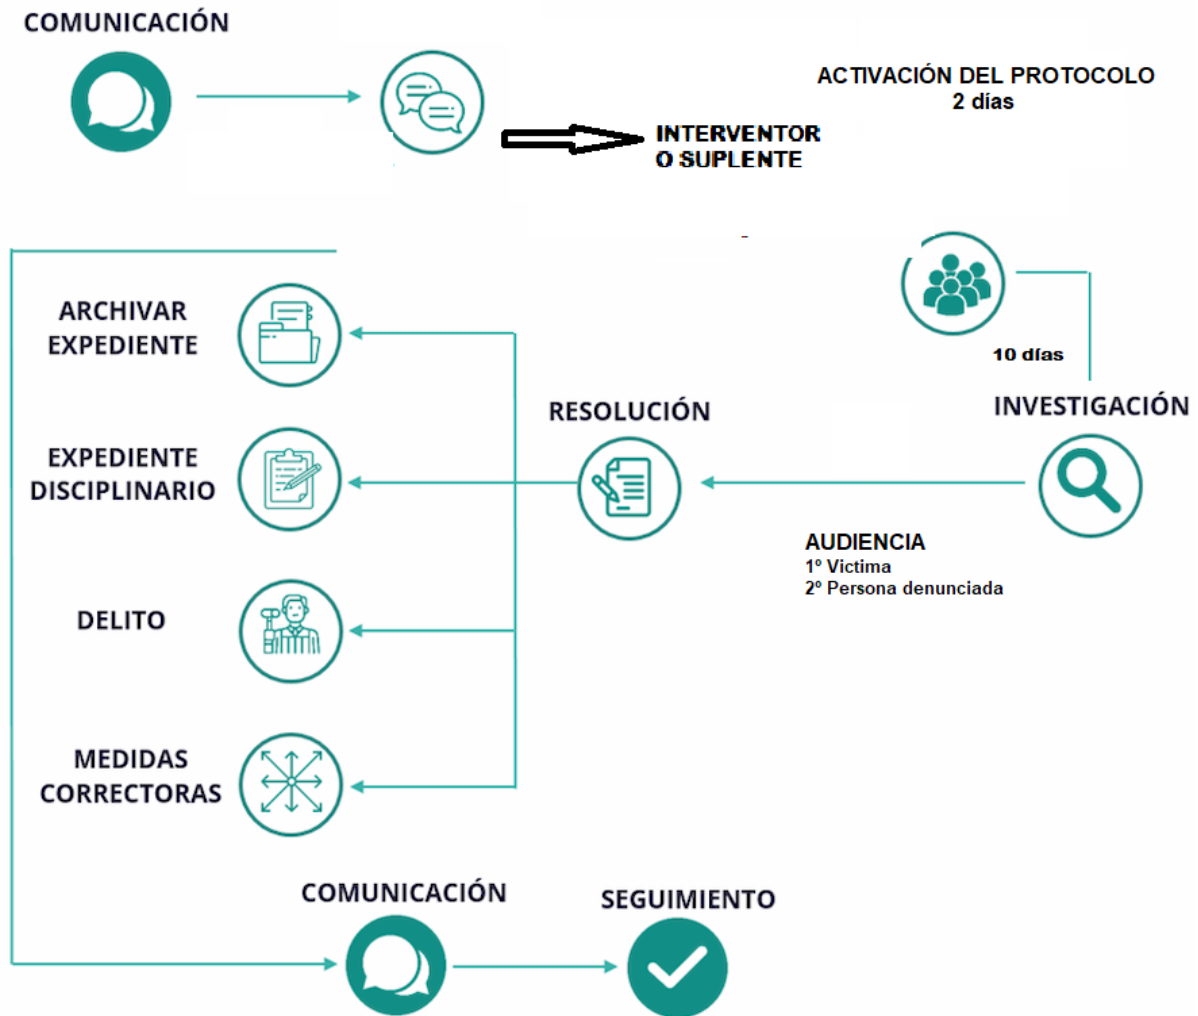 COMUNICACIÓN
ACTIVACIÓN DEL PROTOCOLO
2 días
INTERVENTOR
O SUPLENTE
ARCHIVAR
EXPEDIENTE
10 días
RESOLUCIÓN
INVESTIGACIÓN
EXPEDIENTE
DISCIPLINARIO
AUDIENCIA
1º Victima
2º Persona denunciada
DELITO
MEDIDAS
CORRECTORAS
COMUNICACIÓN
SEGUIMIENTO